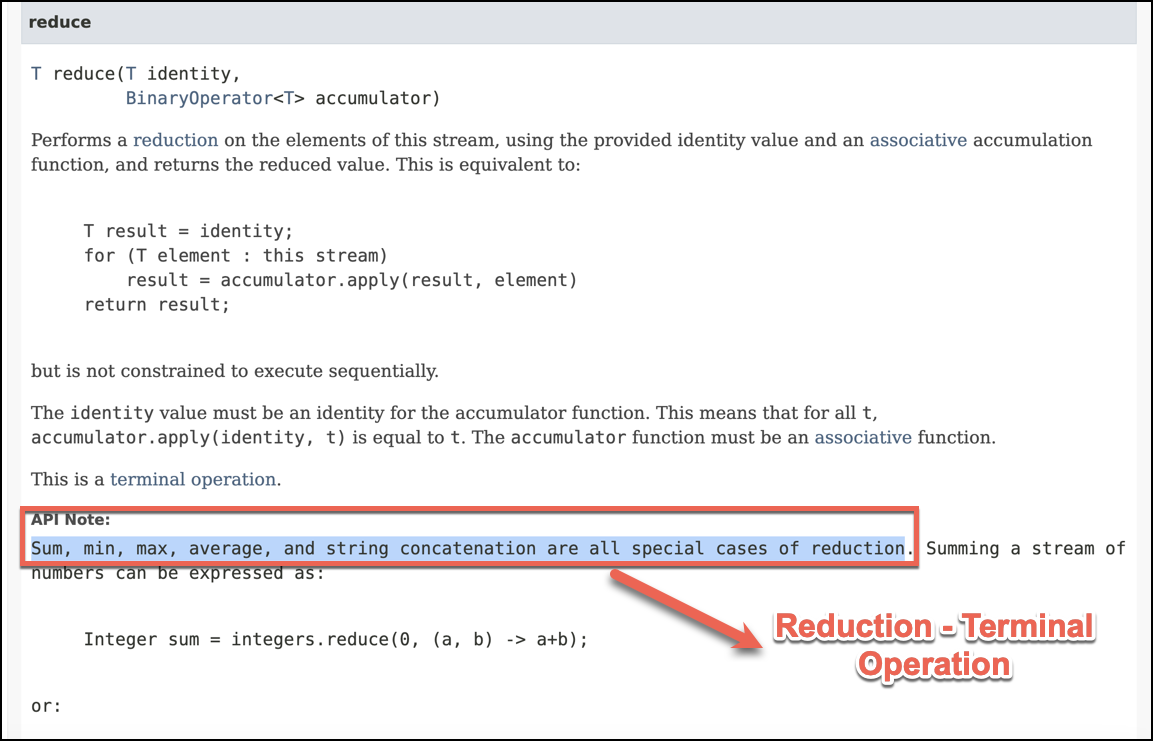 reduce
T reduce(T identity,
BinaryOperator<T> accumulator)
Performs a reduction on the elements of this stream, using the provided identity value and an associative accumulation
function, and returns the reduced value. This is equivalent to:
T result = identity;
for (T element : this stream)
result = accumulator.apply(result, element)
return result;
but is not constrained to execute sequentially.
The identity value must be an identity for the accumulator function. This means that for all t,
accumulator.apply(identity, t) is equal to t. The accumulator function must be an associative function.
This is a terminal operation.
API Note:
Sum, min, max, average, and string concatenation are all special cases of reduction. Summing a stream of
numbers can be expressed as:
Integer sum = integers.reduce(0, (a, b) -> a+b);
Reduction - Terminal
Operation
or: